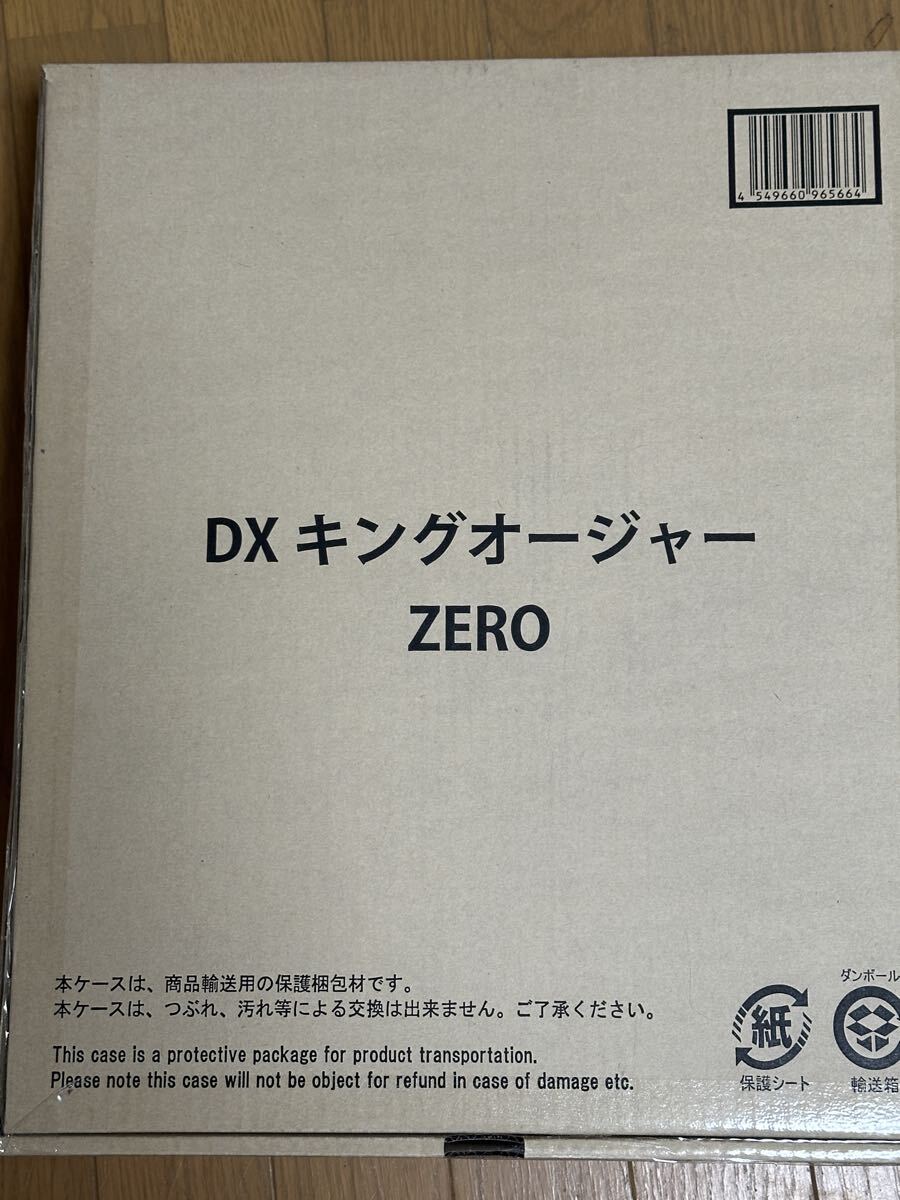 4 549660 965664
DX キングオージャー
ZERO
本ケースは、商品輸送用の保護梱包材です。
本ケースは、つぶれ、汚れ等による交換は出来ません。ご了承ください。
This case is a protective package for product transportation.
Please note this case will not be object for refund in case of damage etc.
紙
保護シート
ダンボール
輸送箱